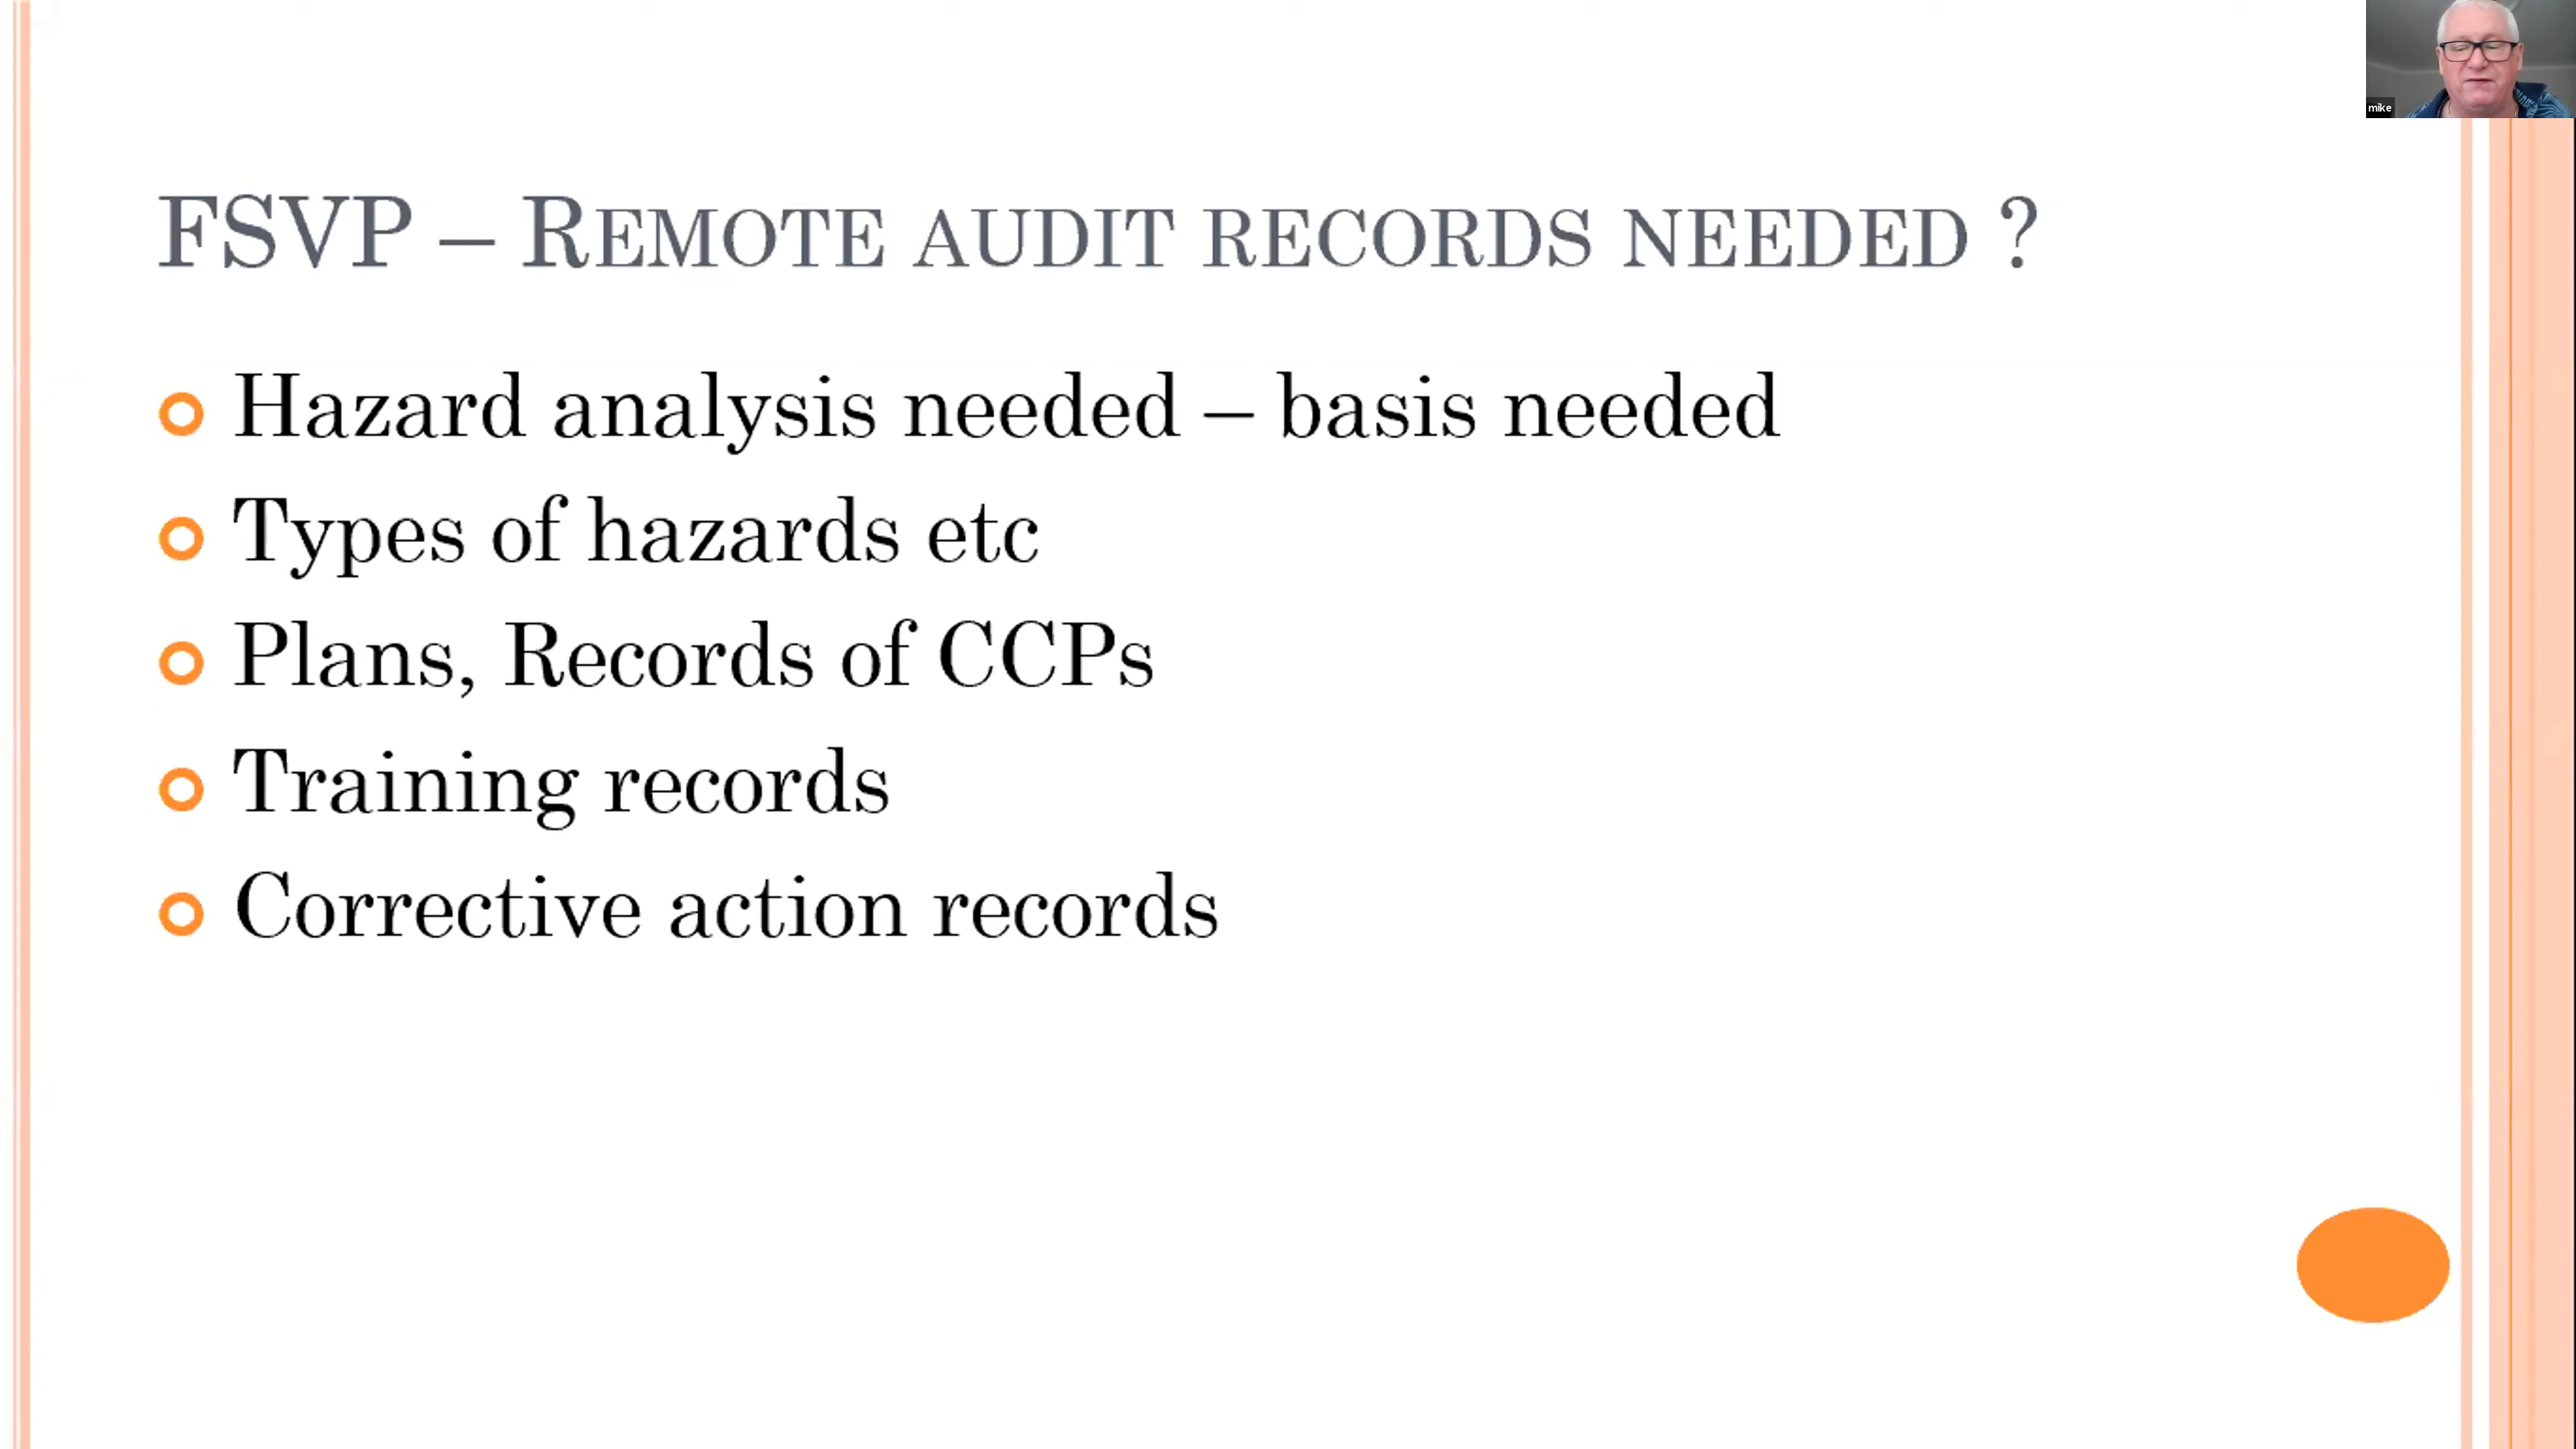 mike
FSVP – Remote audit records needed ?
Hazard analysis needed – basis needed
Types of hazards etc
Plans, Records of CCPs
Training records
Corrective action records